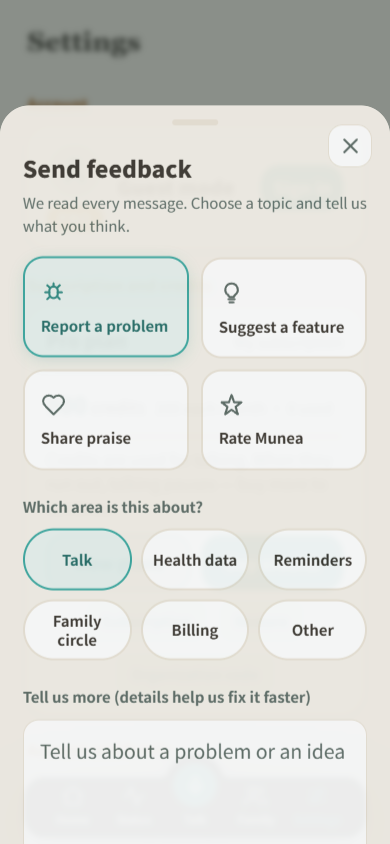 Settings
Send feedback
We read every message. Choose a topic and tell us
what you think.
Report a problem
Suggest a feature
Share praise
Rate Munea
Which area is this about?
Talk
Health data
Reminders
Family
circle
Billing
Other
Tell us more (details help us fix it faster)
Tell us about a problem or an idea